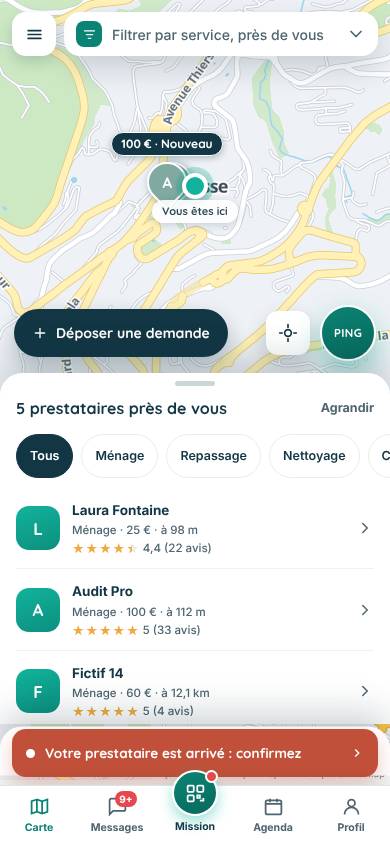 Filtrer par service, près de vous
Avenue Thiers
100 € · Nouveau
A
sse
Vous êtes ici
+ Déposer une demande
PING
la
5 prestataires près de vous
Agrandir
Tous
Ménage
Repassage
Nettoyage
C
L
Laura Fontaine
Ménage · 25 € · à 98 m
★★★★⯪ 4,4 (22 avis)
A
Audit Pro
Ménage · 100 € · à 112 m
★★★★★ 5 (33 avis)
F
Fictif 14
Ménage · 60 € · à 12,1 km
★★★★★ 5 (4 avis)
Votre prestataire est arrivé : confirmez
9+
Carte
Messages
Mission
Agenda
Profil